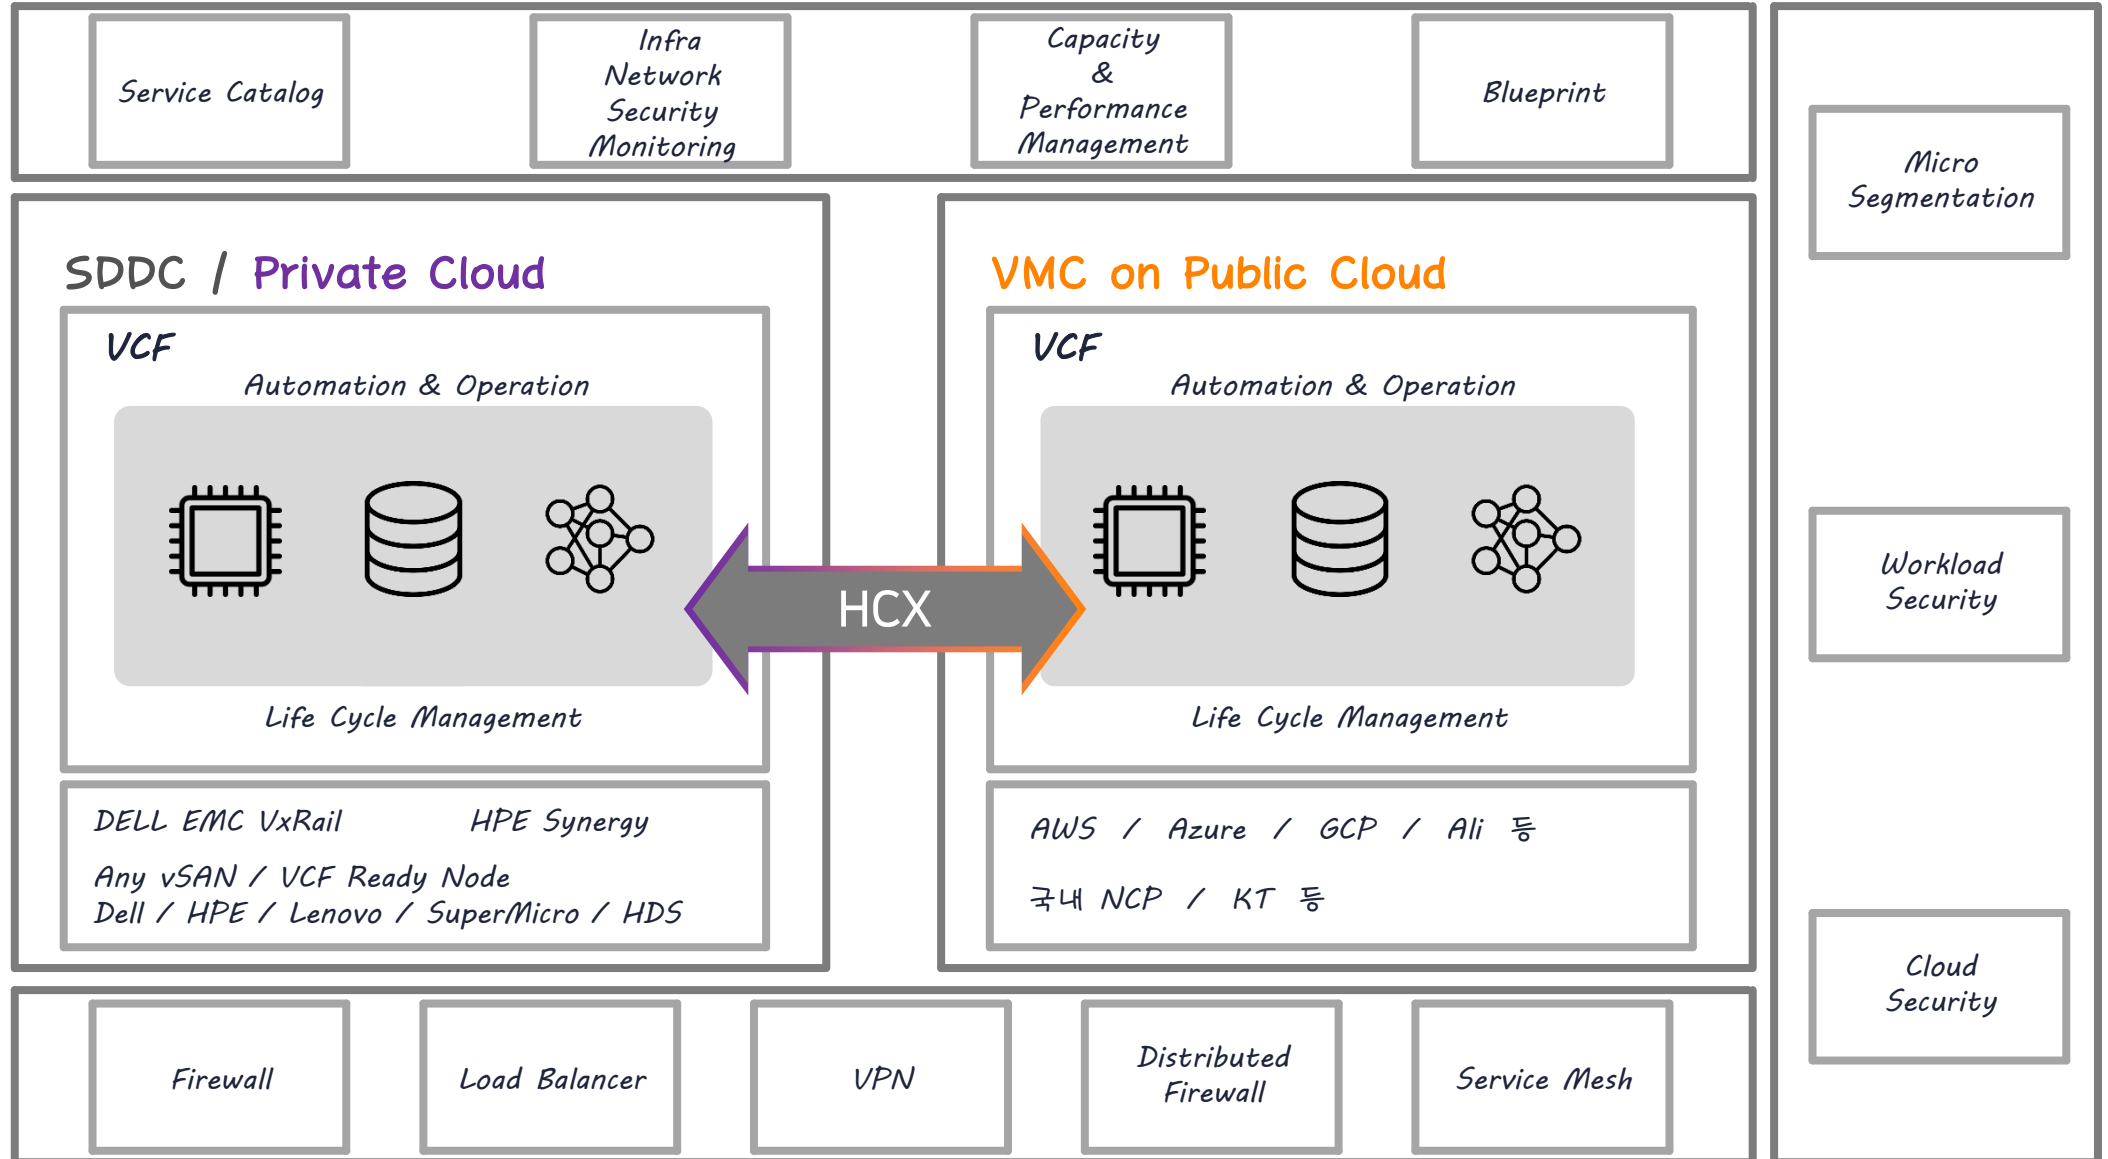 Service Catalog
Infra
Network
Security
Monitoring
Capacity
&
Performance
Management
Blueprint
Micro
Segmentation
Workload
Security
Cloud
Security
SDDC / Private Cloud
VCF
Automation & Operation
Life Cycle Management
DELL EMC VxRail HPE Synergy
Any vSAN / VCF Ready Node
Dell / HPE / Lenovo / SuperMicro / HDS
HCX
VMC on Public Cloud
VCF
Automation & Operation
Life Cycle Management
AWS / Azure / GCP / Ali 등
국내 NCP / KT 등
Firewall
Load Balancer
VPN
Distributed
Firewall
Service Mesh